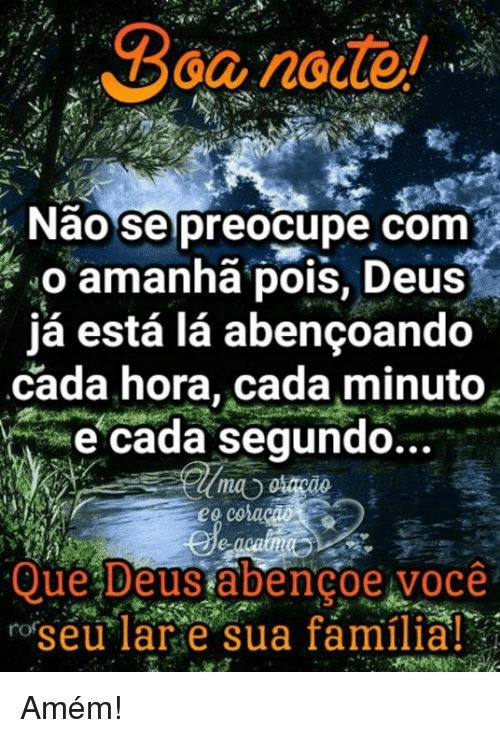 Boa noite!
Não se preocupe com
o amanhã pois, Deus
já está lá abençoando
cada hora, cada minuto
e cada segundo...
Uma oração
e o coração
se acalma
Que Deus abençoe você
seu lar e sua família!
Amém!